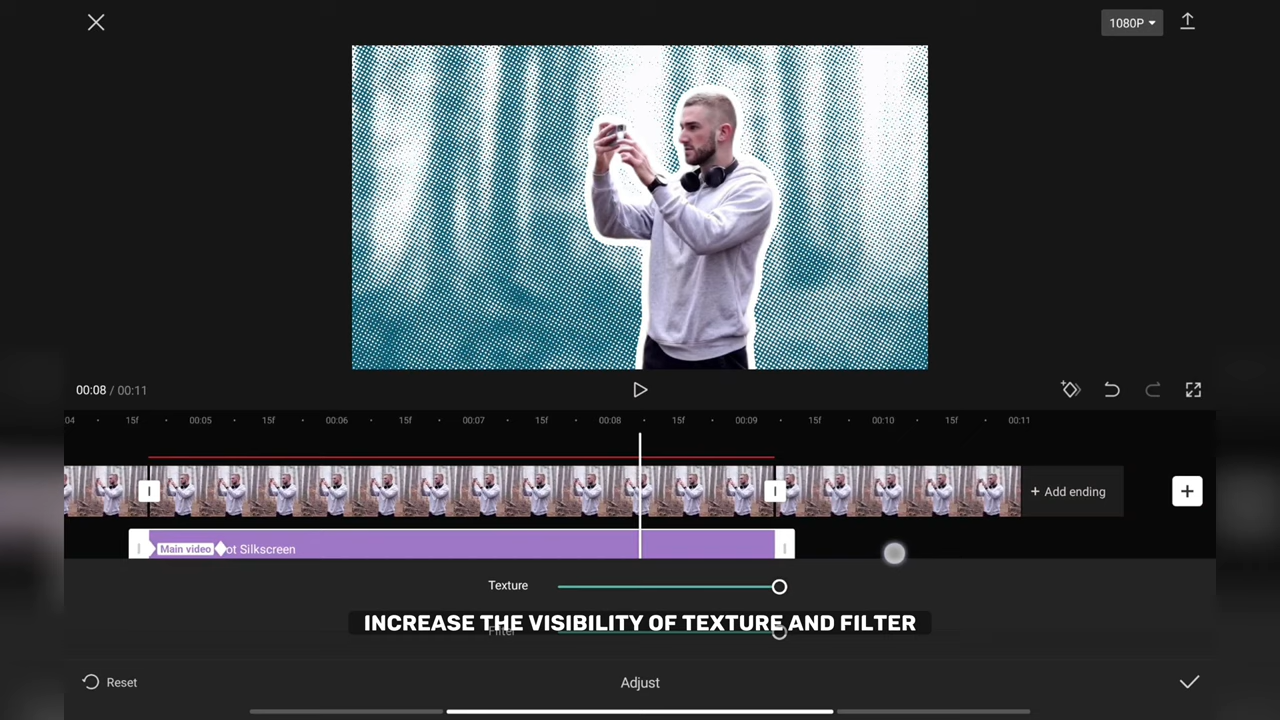 1080P
00:08 / 00:11
04 15f 00:05 15f 00:06 15f 00:07 15f 00:08 15f 00:09 15f 00:10 15f 00:11
+ Add ending
Main video
ot Silkscreen
Texture
INCREASE THE VISIBILITY OF TEXTURE AND FILTER
Filter
Reset
Adjust